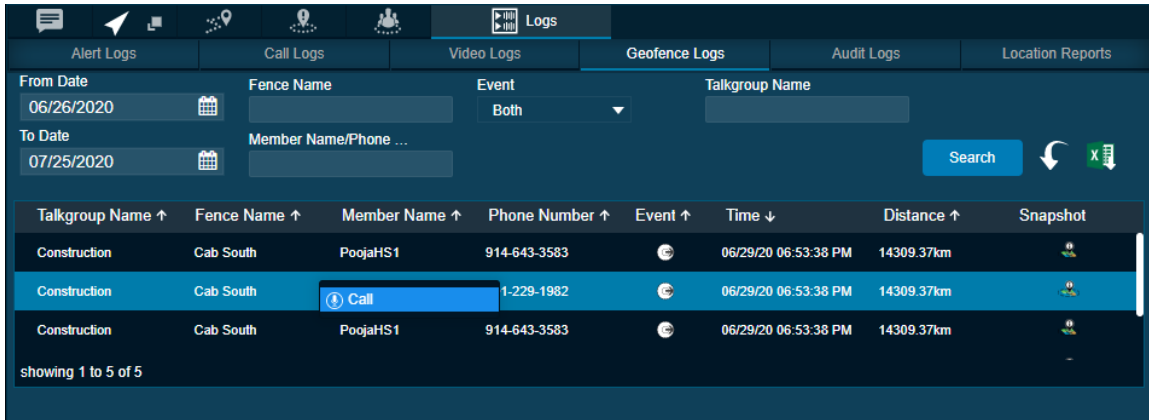 Logs
Alert Logs Call Logs Video Logs Geofence Logs Audit Logs Location Reports
From Date Fence Name Event Talkgroup Name
06/26/2020 Both
To Date Member Name/Phone ...
07/25/2020 Search
Talkgroup Name ↑ Fence Name ↑ Member Name ↑ Phone Number ↑ Event ↑ Time ↓ Distance ↑ Snapshot
Construction Cab South PoojaHS1 914-643-3583 06/29/20 06:53:38 PM 14309.37km
Construction Cab South Call 1-229-1982 06/29/20 06:53:38 PM 14309.37km
Construction Cab South PoojaHS1 914-643-3583 06/29/20 06:53:38 PM 14309.37km
showing 1 to 5 of 5